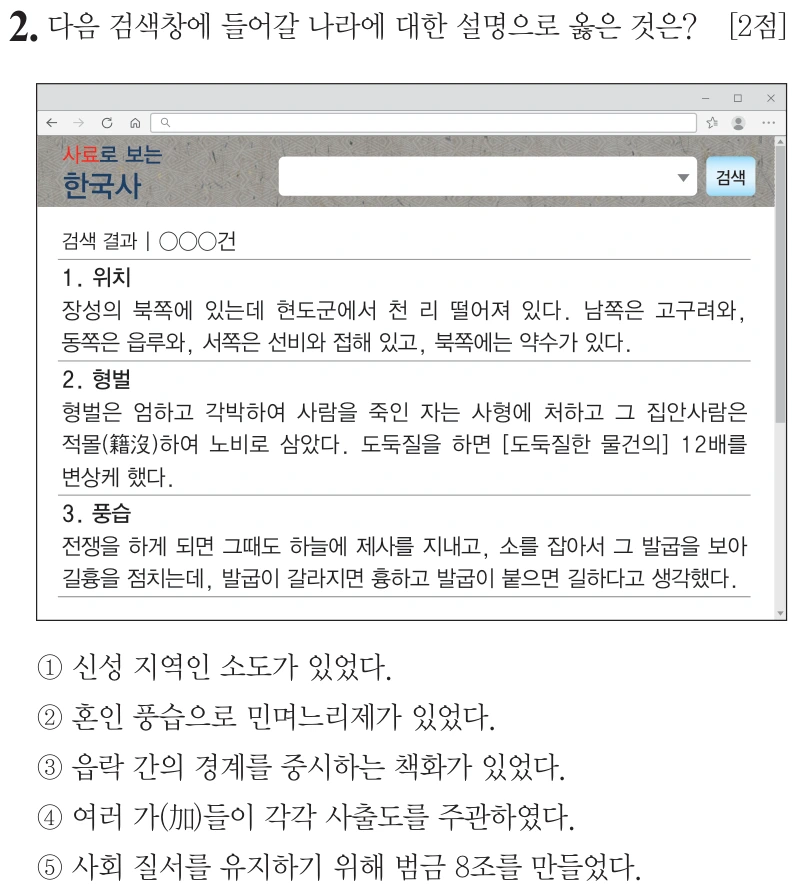 2. 다음 검색창에 들어갈 나라에 대한 설명으로 옳은 것은? [2점]
사료로 보는
한국사
검색
검색 결과 | ○○○건
1. 위치
장성의 북쪽에 있는데 현도군에서 천 리 떨어져 있다. 남쪽은 고구려와,
동쪽은 읍루와, 서쪽은 선비와 접해 있고, 북쪽에는 약수가 있다.
2. 형벌
형벌은 엄하고 각박하여 사람을 죽인 자는 사형에 처하고 그 집안사람은
적몰(籍沒)하여 노비로 삼았다. 도둑질을 하면 [도둑질한 물건의] 12배를
변상케 했다.
3. 풍습
전쟁을 하게 되면 그때도 하늘에 제사를 지내고, 소를 잡아서 그 발굽을 보아
길흉을 점치는데, 발굽이 갈라지면 흉하고 발굽이 붙으면 길하다고 생각했다.
① 신성 지역인 소도가 있었다.
② 혼인 풍습으로 민며느리제가 있었다.
③ 읍락 간의 경계를 중시하는 책화가 있었다.
④ 여러 가(加)들이 각각 사출도를 주관하였다.
⑤ 사회 질서를 유지하기 위해 범금 8조를 만들었다.